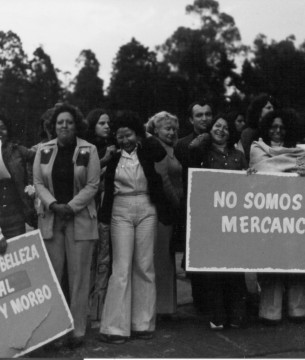 BELLEZA
AL
Y MORBO
NO SOMOS
MERCANC